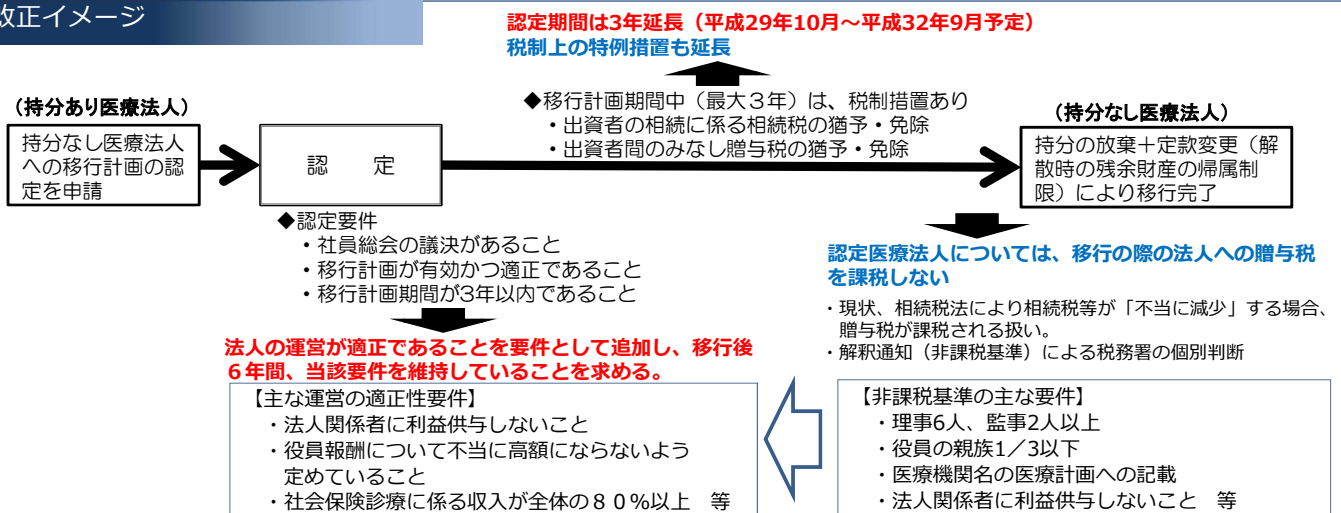 改正イメージ
認定期間は3年延長（平成29年10月～平成32年9月予定）
税制上の特例措置も延長
（持分あり医療法人）
持分なし医療法人
への移行計画の認
定を申請
認　定
◆移行計画期間中（最大３年）は、税制措置あり
・出資者の相続に係る相続税の猶予・免除
・出資者間のみなし贈与税の猶予・免除
（持分なし医療法人）
持分の放棄＋定款変更（解
散時の残余財産の帰属制
限）により移行完了
◆認定要件
・社員総会の議決があること
・移行計画が有効かつ適正であること
・移行計画期間が3年以内であること
認定医療法人については、移行の際の法人への贈与税
を課税しない
・現状、相続税法により相続税等が「不当に減少」する場合、
贈与税が課税される扱い。
・解釈通知（非課税基準）による税務署の個別判断
法人の運営が適正であることを要件として追加し、移行後
６年間、当該要件を維持していることを求める。
【主な運営の適正性要件】
・法人関係者に利益供与しないこと
・役員報酬について不当に高額にならないよう
定めていること
・社会保険診療に係る収入が全体の８０％以上　等
【非課税基準の主な要件】
・理事6人、監事2人以上
・役員の親族1／3以下
・医療機関名の医療計画への記載
・法人関係者に利益供与しないこと　等